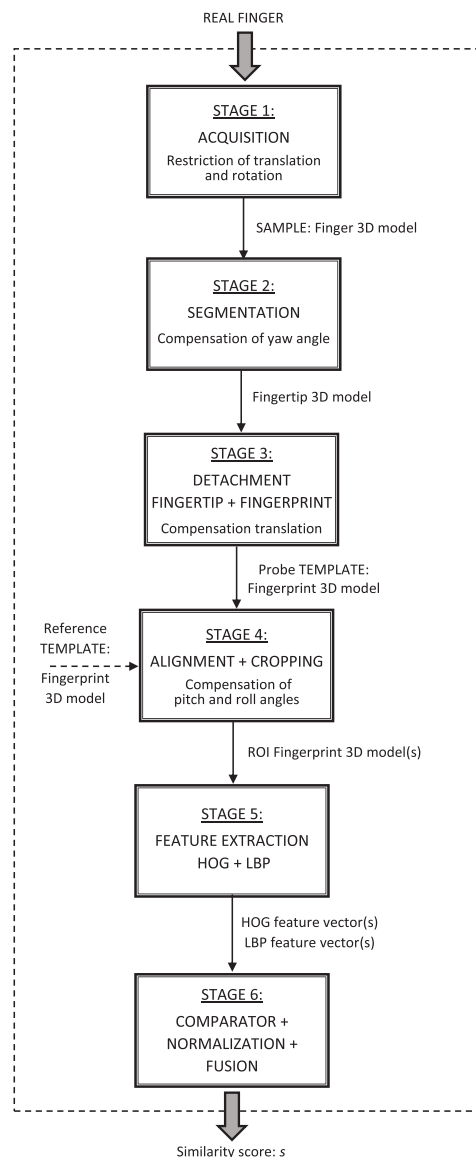 REAL FINGER
STAGE 1:
ACQUISITION
Restriction of translation
and rotation
SAMPLE: Finger 3D model
STAGE 2:
SEGMENTATION
Compensation of yaw angle
Fingertip 3D model
STAGE 3:
DETACHMENT
FINGERTIP + FINGERPRINT
Compensation translation
Probe TEMPLATE:
Fingerprint 3D model
Reference
TEMPLATE:
Fingerprint
3D model
STAGE 4:
ALIGNMENT + CROPPING
Compensation of
pitch and roll angles
ROI Fingerprint 3D model(s)
STAGE 5:
FEATURE EXTRACTION
HOG + LBP
HOG feature vector(s)
LBP feature vector(s)
STAGE 6:
COMPARATOR +
NORMALIZATION +
FUSION
Similarity score: s